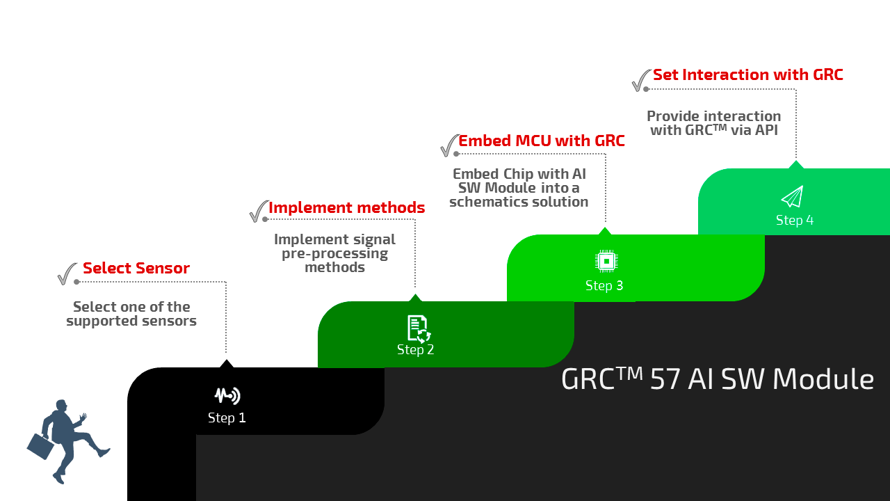 Set Interaction with GRC
Provide interaction
with GRC™ via API
Embed MCU with GRC
Embed Chip with AI
SW Module into a
schematics solution
Implement methods
Implement signal
pre-processing
methods
Select Sensor
Select one of the
supported sensors
Step 4
Step 3
Step 2
Step 1
GRC™ 57 AI SW Module